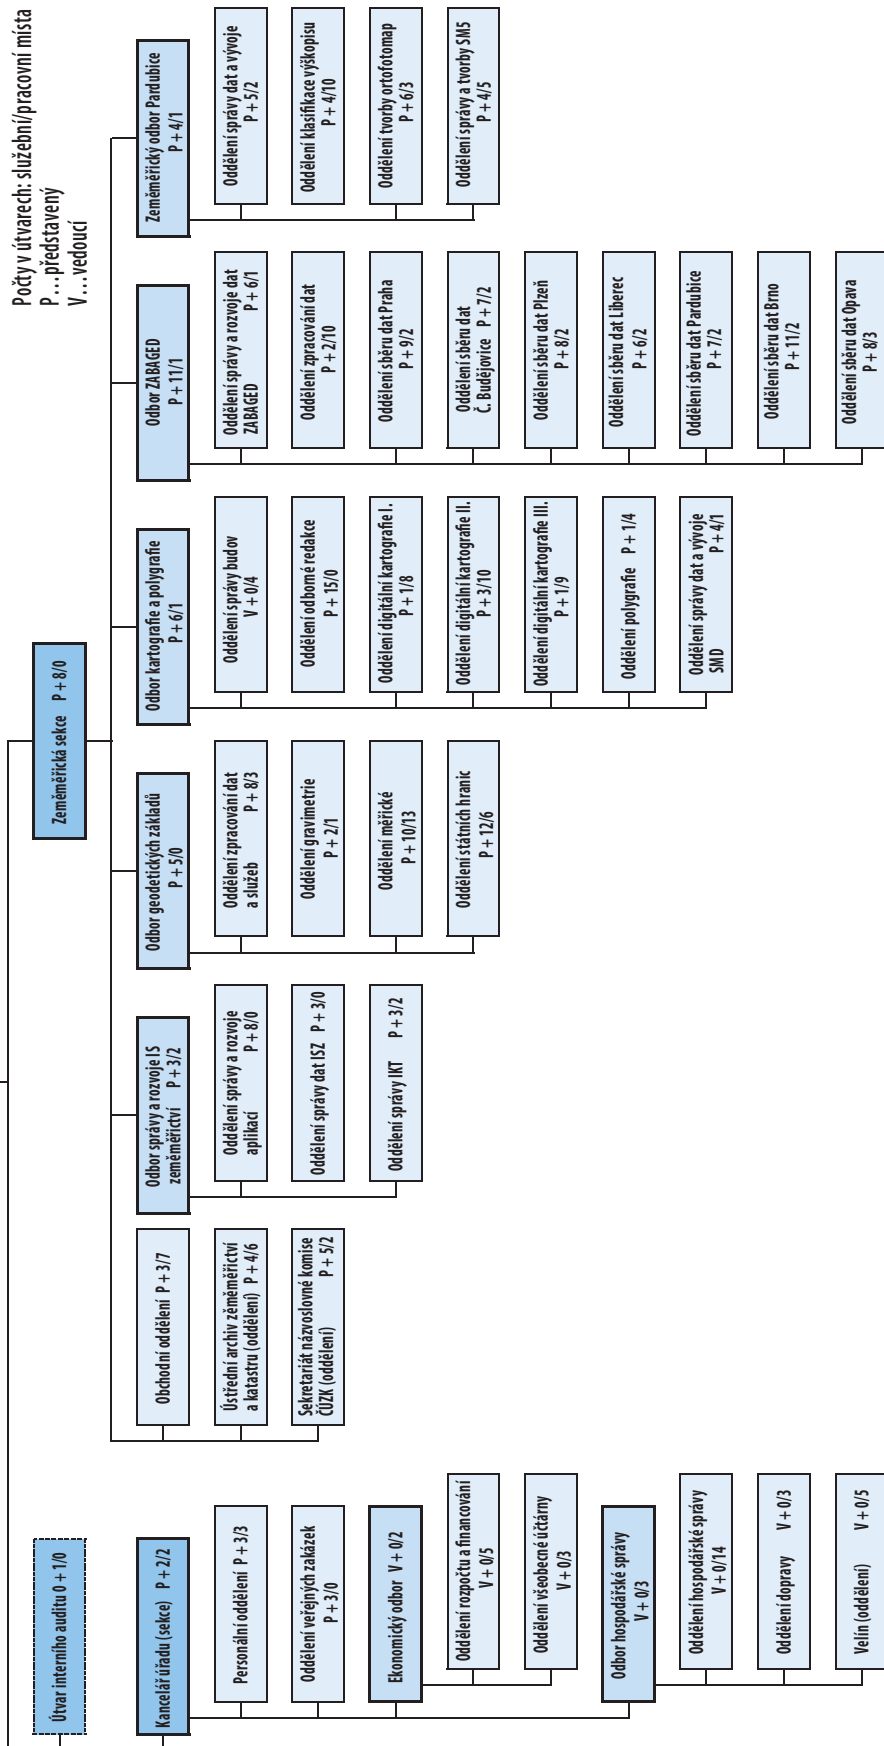 Počty v útvarech: služební/pracovní místa
P....představený
V....vedoucí
Útvar interního auditu 0 + 1/0
Zeměměřická sekce P + 8/0
Kancelář úřadu (sekce) P + 2/2
Personální oddělení P + 3/3
Oddělení veřejných zakázek
P + 3/0
Ekonomický odbor V + 0/2
Oddělení rozpočtu a financování
V + 0/5
Oddělení všeobecné účtárny
V + 0/3
Odbor hospodářské správy
V + 0/3
Oddělení hospodářské správy
V + 0/14
Oddělení dopravy V + 0/3
Velín (oddělení) V + 0/5
Obchodní oddělení P + 3/7
Ústřední archiv zěměměřictví
a katastru (oddělení) P + 4/6
Sekretariát názvoslovné komise
ČÚZK (oddělení) P + 5/2
Odbor správy a rozvoje IS
zeměměřictví P + 3/2
Oddělení správy a rozvoje
aplikací P + 8/0
Oddělení správy dat ISZ P + 3/0
Oddělení správy IKT P + 3/2
Odbor geodetických základů
P + 5/0
Oddělení zpracování dat
a služeb P + 8/3
Oddělení gravimetrie
P + 2/1
Oddělení měřické
P + 10/13
Oddělení státních hranic
P + 12/6
Odbor kartografie a polygrafie
P + 6/1
Oddělení správy budov
V + 0/4
Oddělení odborné redakce
P + 15/0
Oddělení digitální kartografie I.
P + 1/8
Oddělení digitální kartografie II.
P + 3/10
Oddělení digitální kartografie III.
P + 1/9
Oddělení polygrafie P + 1/4
Oddělení správy dat a vývoje
SMD P + 4/1
Odbor ZABAGED
P + 11/1
Oddělení správy a rozvoje dat
ZABAGED P + 6/1
Oddělení zpracování dat
P + 2/10
Oddělení sběru dat Praha
P + 9/2
Oddělení sběru dat
Č. Budějovice P + 7/2
Oddělení sběru dat Plzeň
P + 8/2
Oddělení sběru dat Liberec
P + 6/2
Oddělení sběru dat Pardubice
P + 7/2
Oddělení sběru dat Brno
P + 11/2
Oddělení sběru dat Opava
P + 8/3
Zeměměřický odbor Pardubice
P + 4/1
Oddělení správy dat a vývoje
P + 5/2
Oddělení klasifikace výškopisu
P + 4/10
Oddělení tvorby ortofotomap
P + 6/3
Oddělení správy a tvorby SM5
P + 4/5